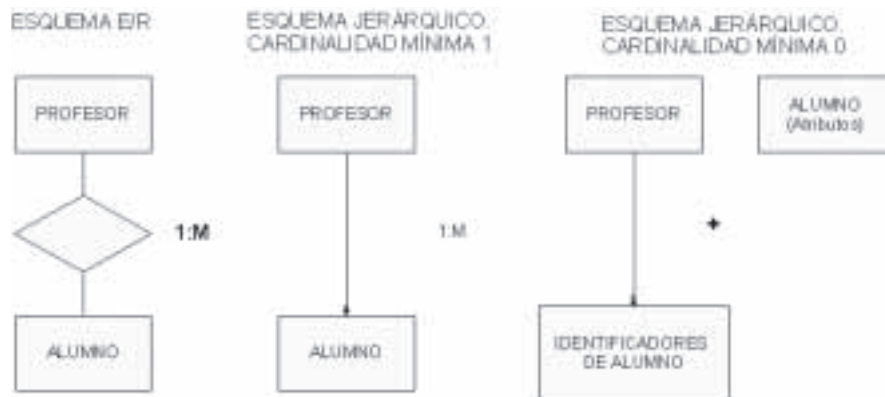 ESQUEMA E/R
ESQUEMA JERÁRQUICO.
CARDINALIDAD MÍNIMA 1
ESQUEMA JERÁRQUICO.
CARDINALIDAD MÍNIMA 0
PROFESOR
PROFESOR
PROFESOR
ALUMNO
(Atributos)
1:M
1:M
+
ALUMNO
ALUMNO
IDENTIFICADORES
DE ALUMNO